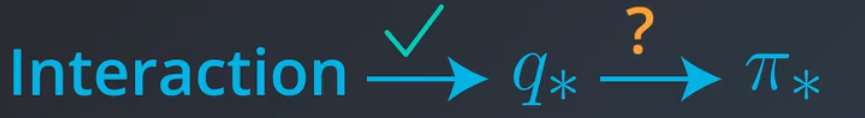 Interaction ✓→ q* ?→ π*